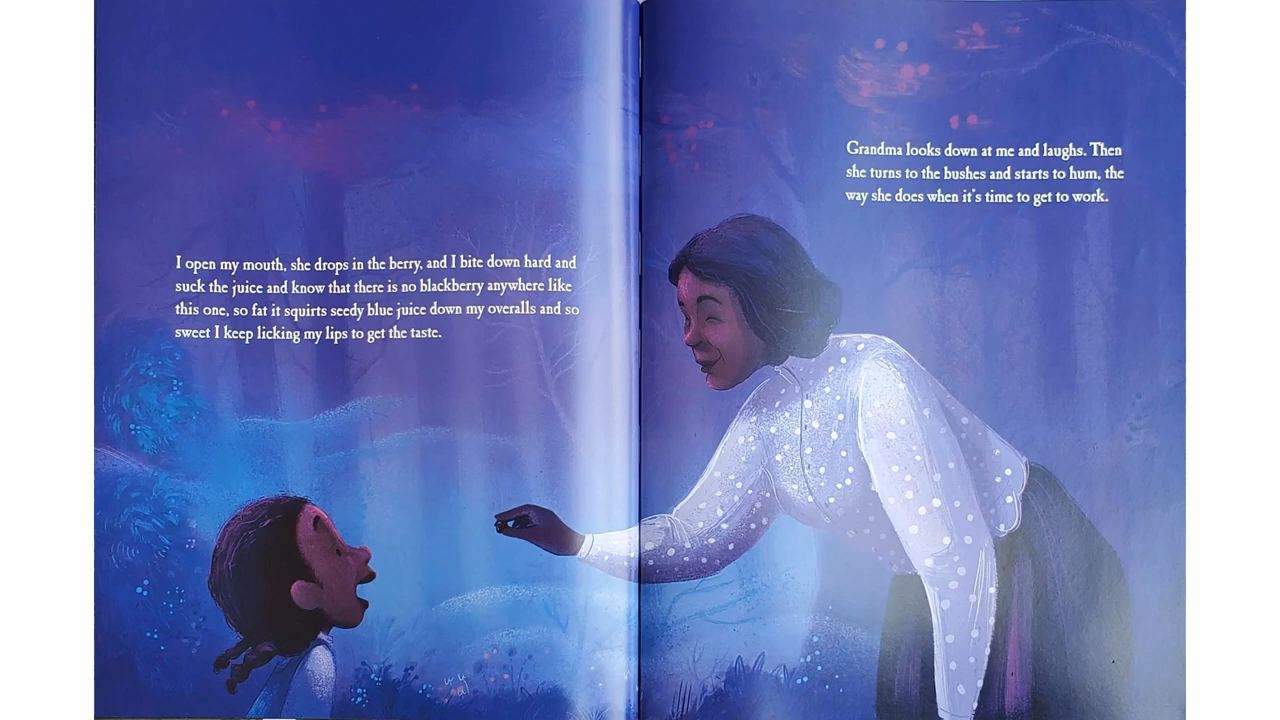 I open my mouth, she drops in the berry, and I bite down hard and
suck the juice and know that there is no blackberry anywhere like
this one, so fat it squirts seedy blue juice down my overalls and so
sweet I keep licking my lips to get the taste.
Grandma looks down at me and laughs. Then
she turns to the bushes and starts to hum, the
way she does when it's time to get to work.